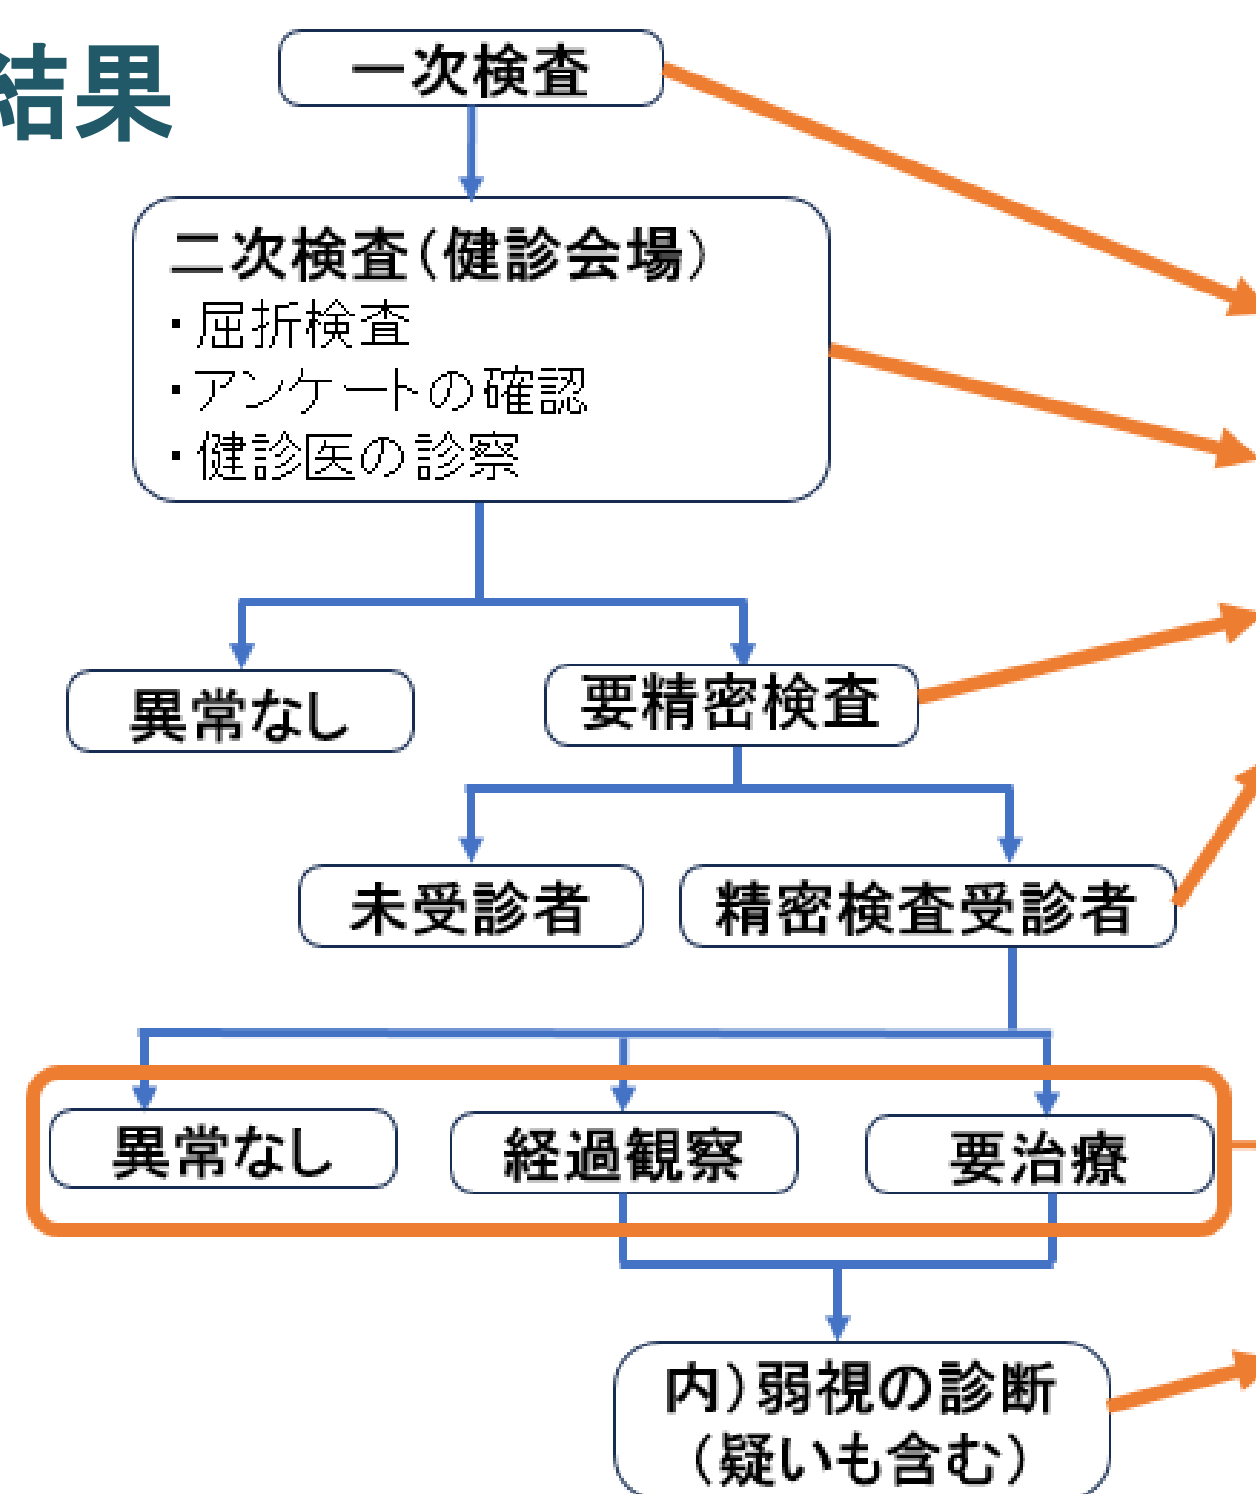 結果
一次検査
二次検査(健診会場)
・屈折検査
・アンケートの確認
・健診医の診察
異常なし
要精密検査
未受診者
精密検査受診者
異常なし
経過観察
要治療
内)弱視の診断
(疑いも含む)